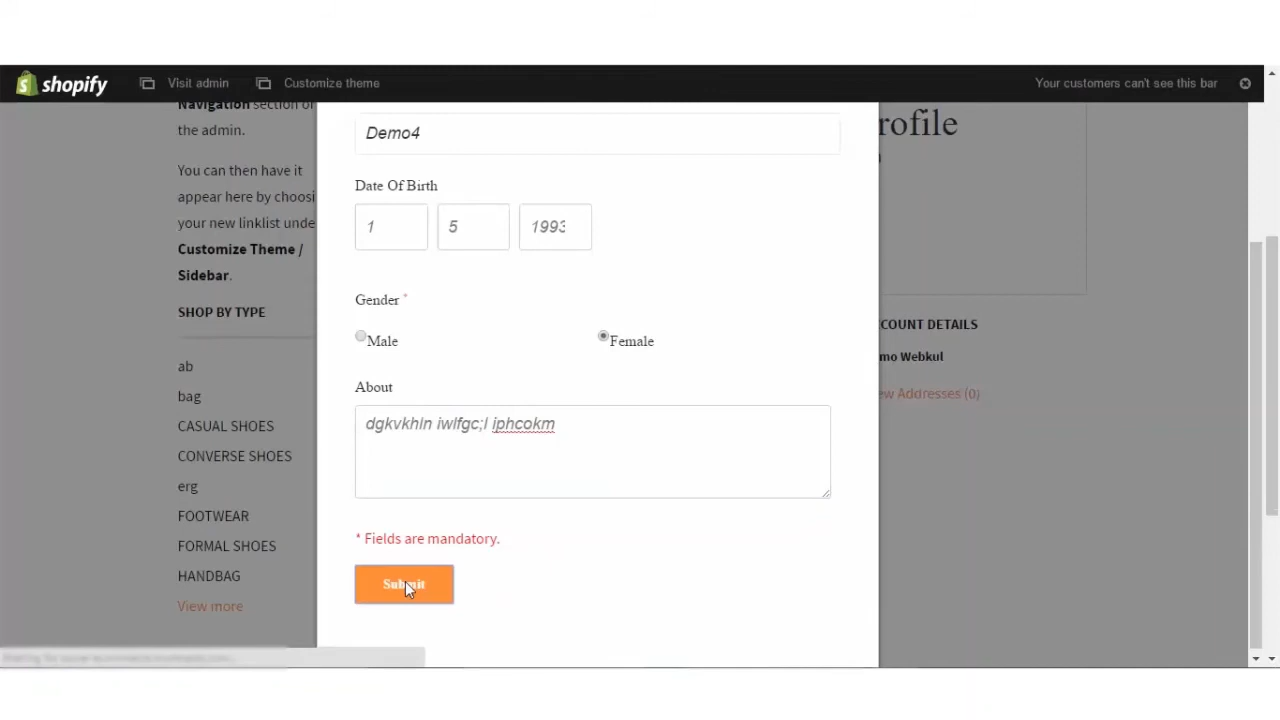 shopify
Visit admin
Customize theme
Your customers can't see this bar
Navigation section of
the admin.
You can then have it
appear here by choosi
your new linklist unde
Customize Theme /
Sidebar.
SHOP BY TYPE
ab
bag
CASUAL SHOES
CONVERSE SHOES
erg
FOOTWEAR
FORMAL SHOES
HANDBAG
View more
Demo4
Date Of Birth
1 5 1993
Gender *
Male Female
About
dgkvkhln iwlfgc;l iphcokm
* Fields are mandatory.
Submit
rofile
COUNT DETAILS
mo Webkul
ew Addresses (0)